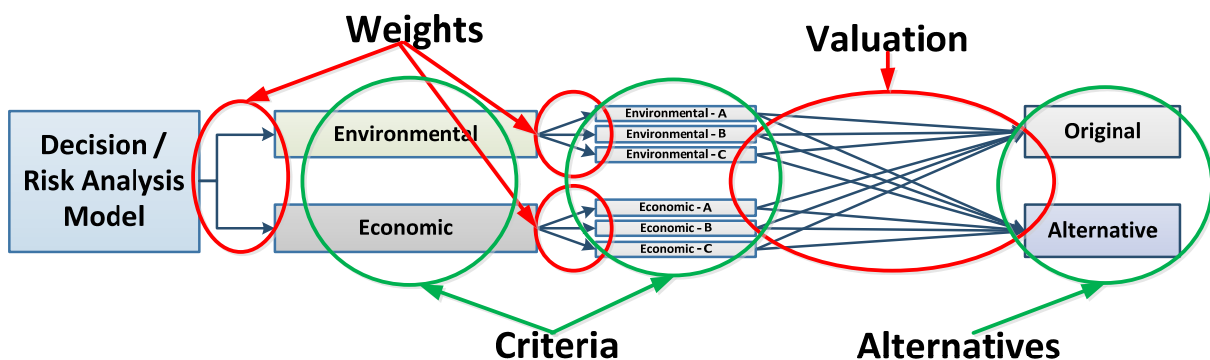 Weights
Valuation
Decision /
Risk Analysis
Model
Environmental
Economic
Environmental - A
Environmental - B
Environmental - C
Economic - A
Economic - B
Economic - C
Original
Alternative
Criteria
Alternatives